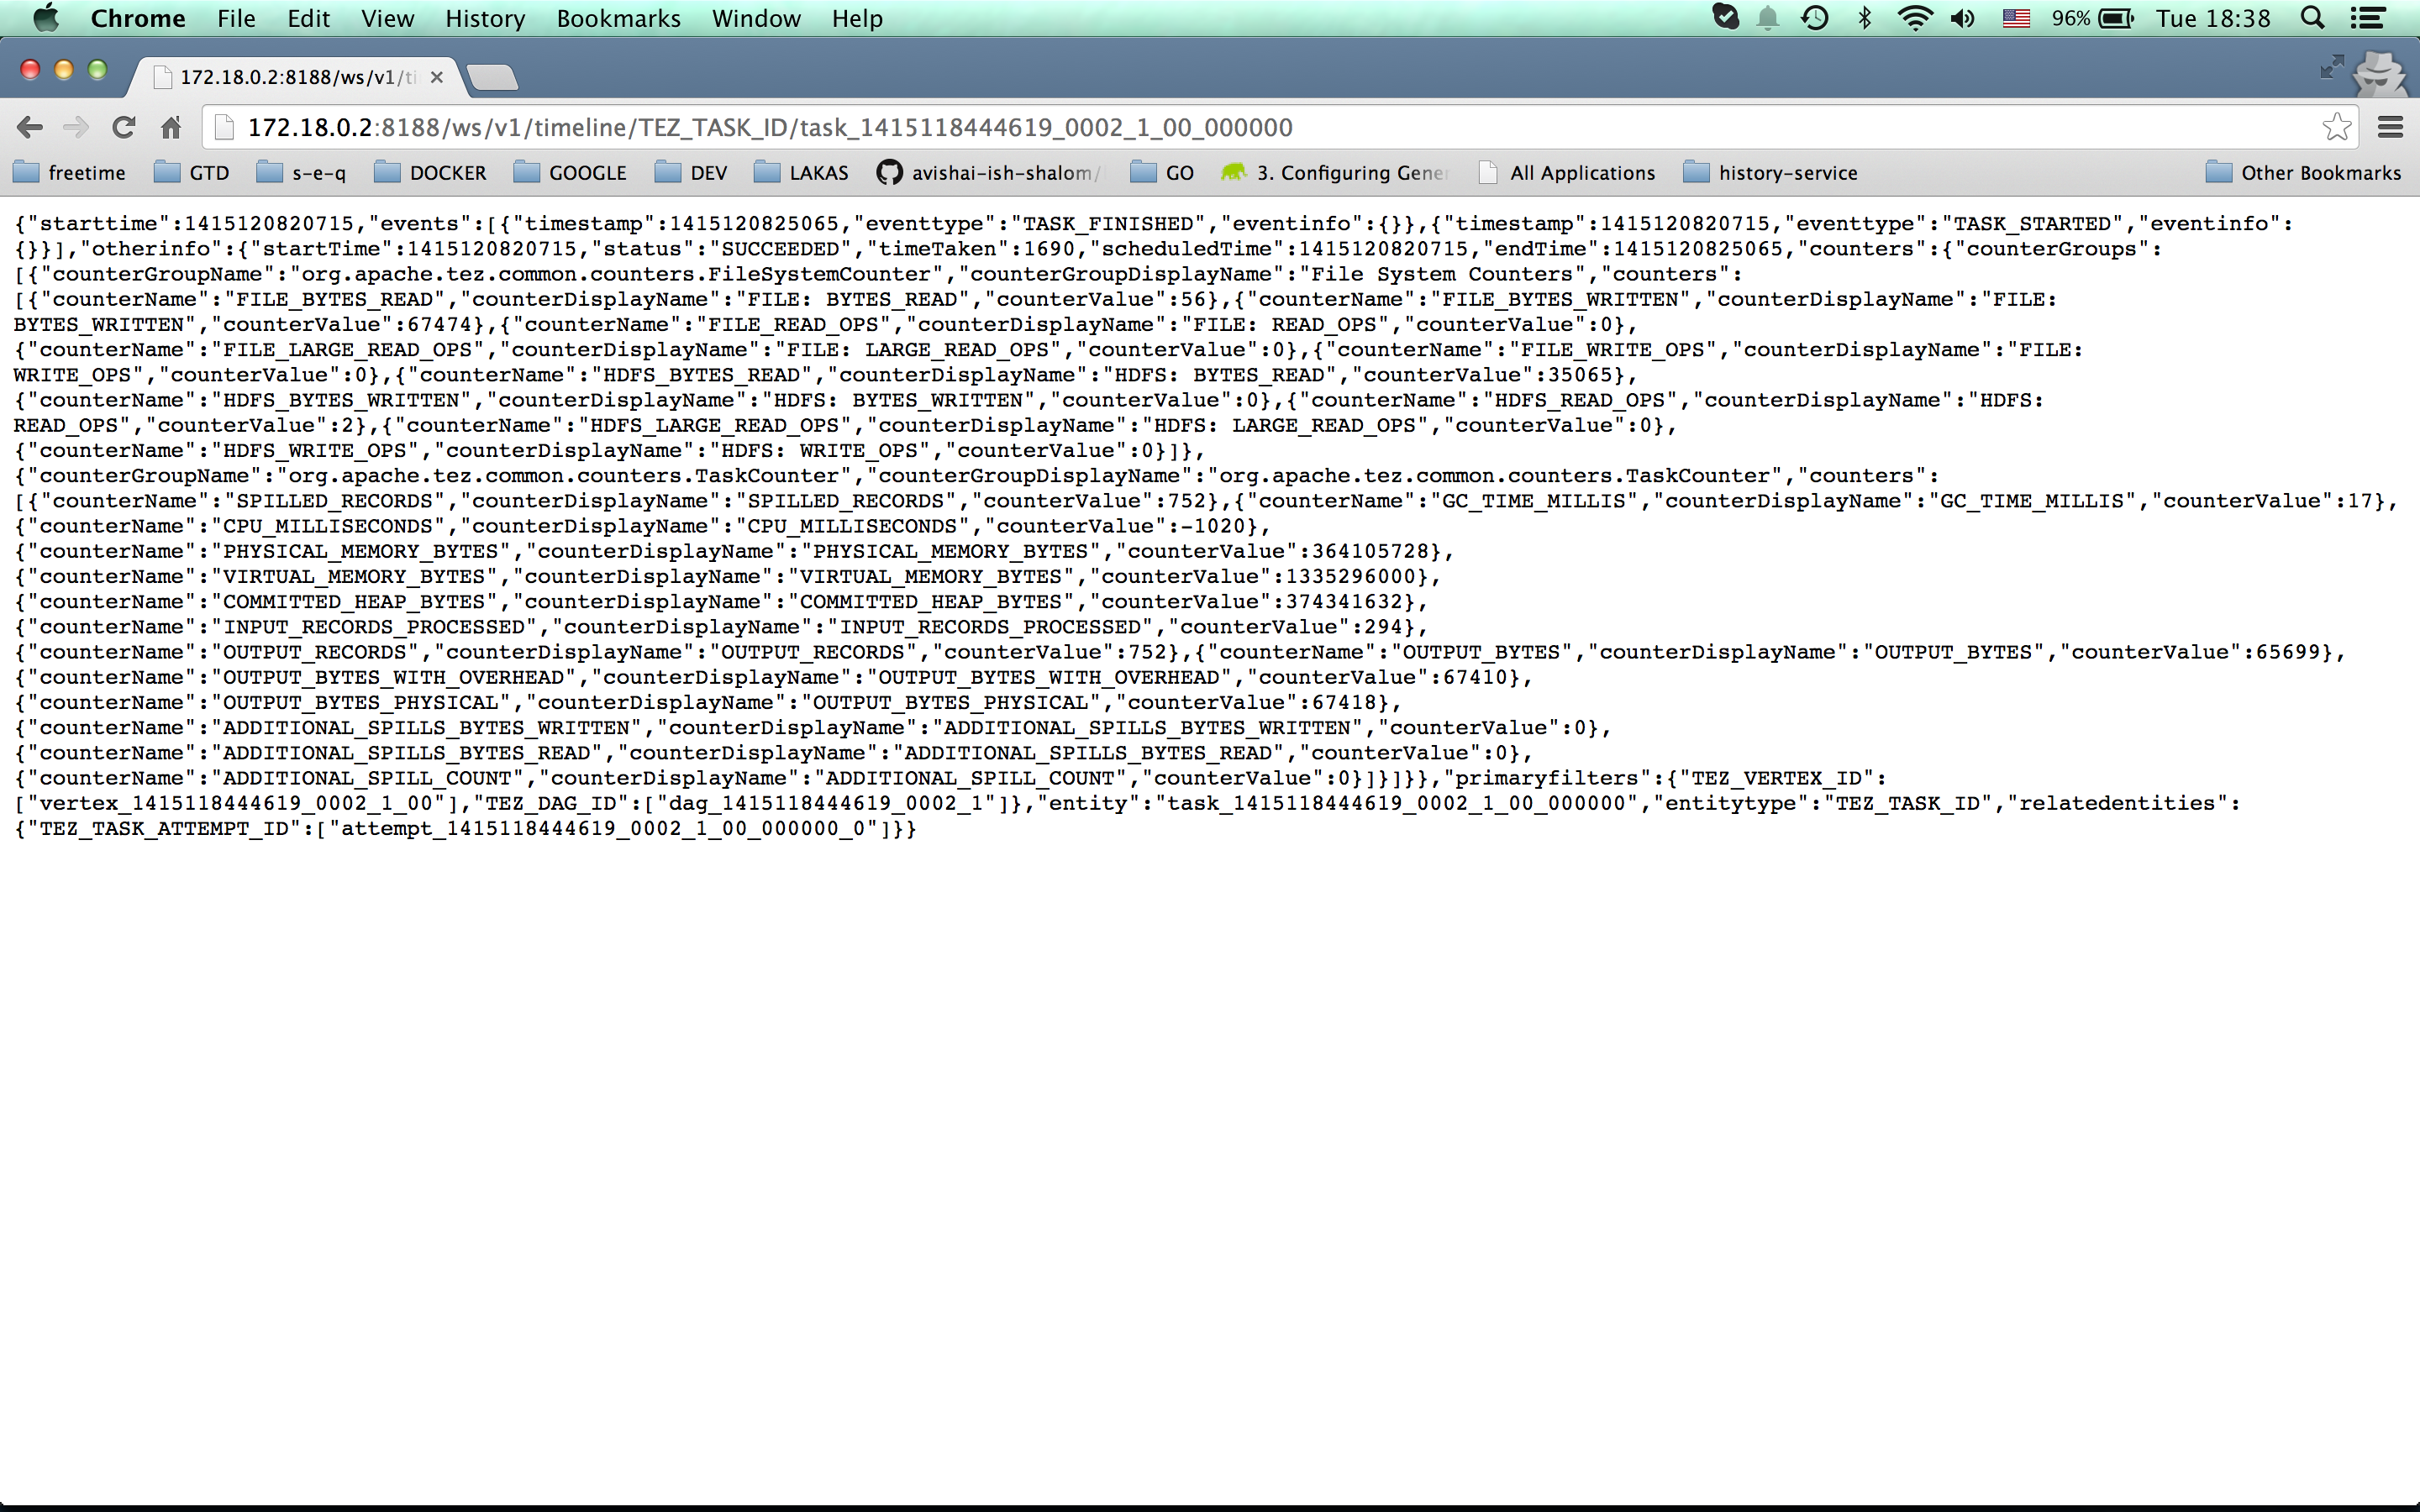 Chrome File Edit View History Bookmarks Window Help 96% Tue 18:38
172.18.0.2:8188/ws/v1/ti
172.18.0.2:8188/ws/v1/timeline/TEZ_TASK_ID/task_1415118444619_0002_1_00_000000
freetime GTD s-e-q DOCKER GOOGLE DEV LAKAS avishai-ish-shalom/ GO 3. Configuring Gener All Applications history-service Other Bookmarks
{"starttime":1415120820715,"events":[{"timestamp":1415120825065,"eventtype":"TASK_FINISHED","eventinfo":{}},{"timestamp":1415120820715,"eventtype":"TASK_STARTED","eventinfo":
{}}],"otherinfo":{"startTime":1415120820715,"status":"SUCCEEDED","timeTaken":1690,"scheduledTime":1415120820715,"endTime":1415120825065,"counters":{"counterGroups":
[{"counterGroupName":"org.apache.tez.common.counters.FileSystemCounter","counterGroupDisplayName":"File System Counters","counters":
[{"counterName":"FILE_BYTES_READ","counterDisplayName":"FILE: BYTES_READ","counterValue":56},{"counterName":"FILE_BYTES_WRITTEN","counterDisplayName":"FILE:
BYTES_WRITTEN","counterValue":67474},{"counterName":"FILE_READ_OPS","counterDisplayName":"FILE: READ_OPS","counterValue":0},
{"counterName":"FILE_LARGE_READ_OPS","counterDisplayName":"FILE: LARGE_READ_OPS","counterValue":0},{"counterName":"FILE_WRITE_OPS","counterDisplayName":"FILE:
WRITE_OPS","counterValue":0},{"counterName":"HDFS_BYTES_READ","counterDisplayName":"HDFS: BYTES_READ","counterValue":35065},
{"counterName":"HDFS_BYTES_WRITTEN","counterDisplayName":"HDFS: BYTES_WRITTEN","counterValue":0},{"counterName":"HDFS_READ_OPS","counterDisplayName":"HDFS:
READ_OPS","counterValue":2},{"counterName":"HDFS_LARGE_READ_OPS","counterDisplayName":"HDFS: LARGE_READ_OPS","counterValue":0},
{"counterName":"HDFS_WRITE_OPS","counterDisplayName":"HDFS: WRITE_OPS","counterValue":0}]},
{"counterGroupName":"org.apache.tez.common.counters.TaskCounter","counterGroupDisplayName":"org.apache.tez.common.counters.TaskCounter","counters":
[{"counterName":"SPILLED_RECORDS","counterDisplayName":"SPILLED_RECORDS","counterValue":752},{"counterName":"GC_TIME_MILLIS","counterDisplayName":"GC_TIME_MILLIS","counterValue":17},
{"counterName":"CPU_MILLISECONDS","counterDisplayName":"CPU_MILLISECONDS","counterValue":-1020},
{"counterName":"PHYSICAL_MEMORY_BYTES","counterDisplayName":"PHYSICAL_MEMORY_BYTES","counterValue":364105728},
{"counterName":"VIRTUAL_MEMORY_BYTES","counterDisplayName":"VIRTUAL_MEMORY_BYTES","counterValue":1335296000},
{"counterName":"COMMITTED_HEAP_BYTES","counterDisplayName":"COMMITTED_HEAP_BYTES","counterValue":374341632},
{"counterName":"INPUT_RECORDS_PROCESSED","counterDisplayName":"INPUT_RECORDS_PROCESSED","counterValue":294},
{"counterName":"OUTPUT_RECORDS","counterDisplayName":"OUTPUT_RECORDS","counterValue":752},{"counterName":"OUTPUT_BYTES","counterDisplayName":"OUTPUT_BYTES","counterValue":65699},
{"counterName":"OUTPUT_BYTES_WITH_OVERHEAD","counterDisplayName":"OUTPUT_BYTES_WITH_OVERHEAD","counterValue":67410},
{"counterName":"OUTPUT_BYTES_PHYSICAL","counterDisplayName":"OUTPUT_BYTES_PHYSICAL","counterValue":67418},
{"counterName":"ADDITIONAL_SPILLS_BYTES_WRITTEN","counterDisplayName":"ADDITIONAL_SPILLS_BYTES_WRITTEN","counterValue":0},
{"counterName":"ADDITIONAL_SPILLS_BYTES_READ","counterDisplayName":"ADDITIONAL_SPILLS_BYTES_READ","counterValue":0},
{"counterName":"ADDITIONAL_SPILL_COUNT","counterDisplayName":"ADDITIONAL_SPILL_COUNT","counterValue":0}]}]}},"primaryfilters":{"TEZ_VERTEX_ID":
["vertex_1415118444619_0002_1_00"],"TEZ_DAG_ID":["dag_1415118444619_0002_1"]},"entity":"task_1415118444619_0002_1_00_000000","entitytype":"TEZ_TASK_ID","relatedentities":
{"TEZ_TASK_ATTEMPT_ID":["attempt_1415118444619_0002_1_00_000000_0"]}}